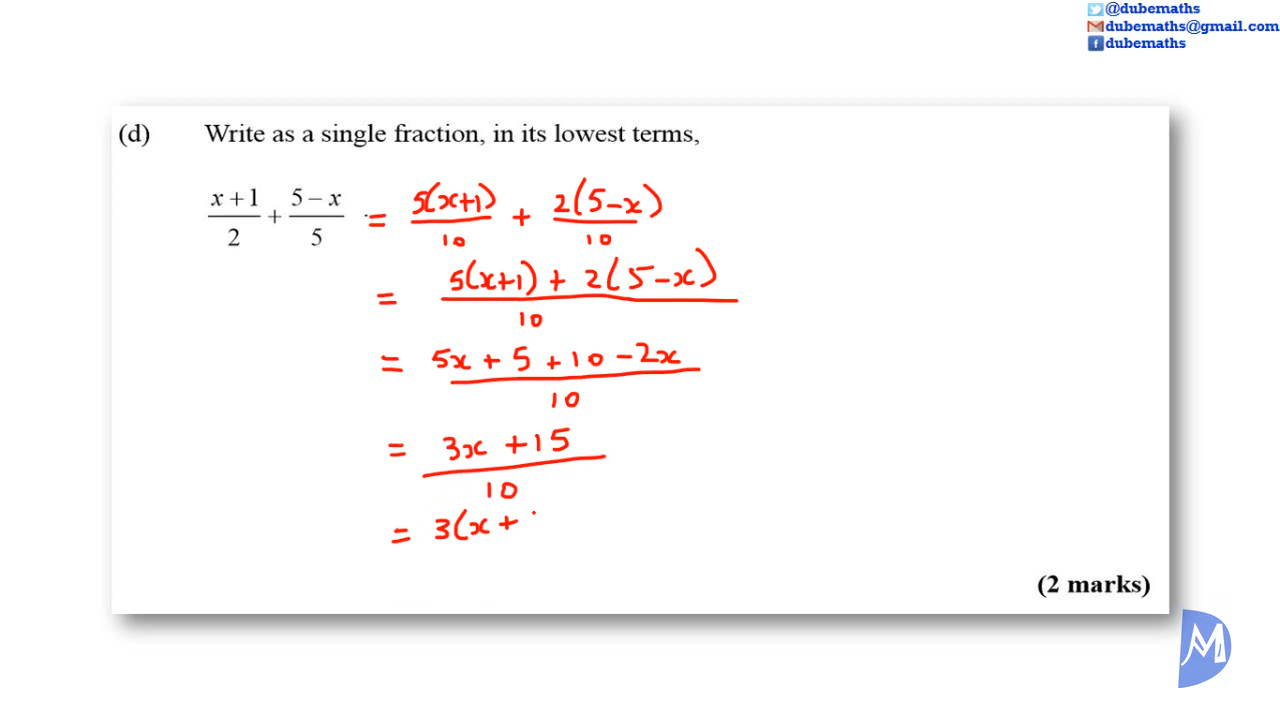 @dubemaths
dubemaths@gmail.com
dubemaths
(d) Write as a single fraction, in its lowest terms,
(x + 1)/2 + (5 − x)/5 = 5(x+1)/10 + 2(5−x)/10
= (5(x+1) + 2(5−x))/10
= (5x + 5 + 10 − 2x)/10
= (3x + 15)/10
= 3(x +
(2 marks)
M